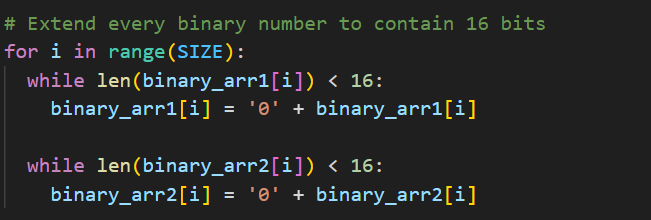 # Extend every binary number to contain 16 bits
for i in range(SIZE):
  while len(binary_arr1[i]) < 16:
    binary_arr1[i] = '0' + binary_arr1[i]

  while len(binary_arr2[i]) < 16:
    binary_arr2[i] = '0' + binary_arr2[i]